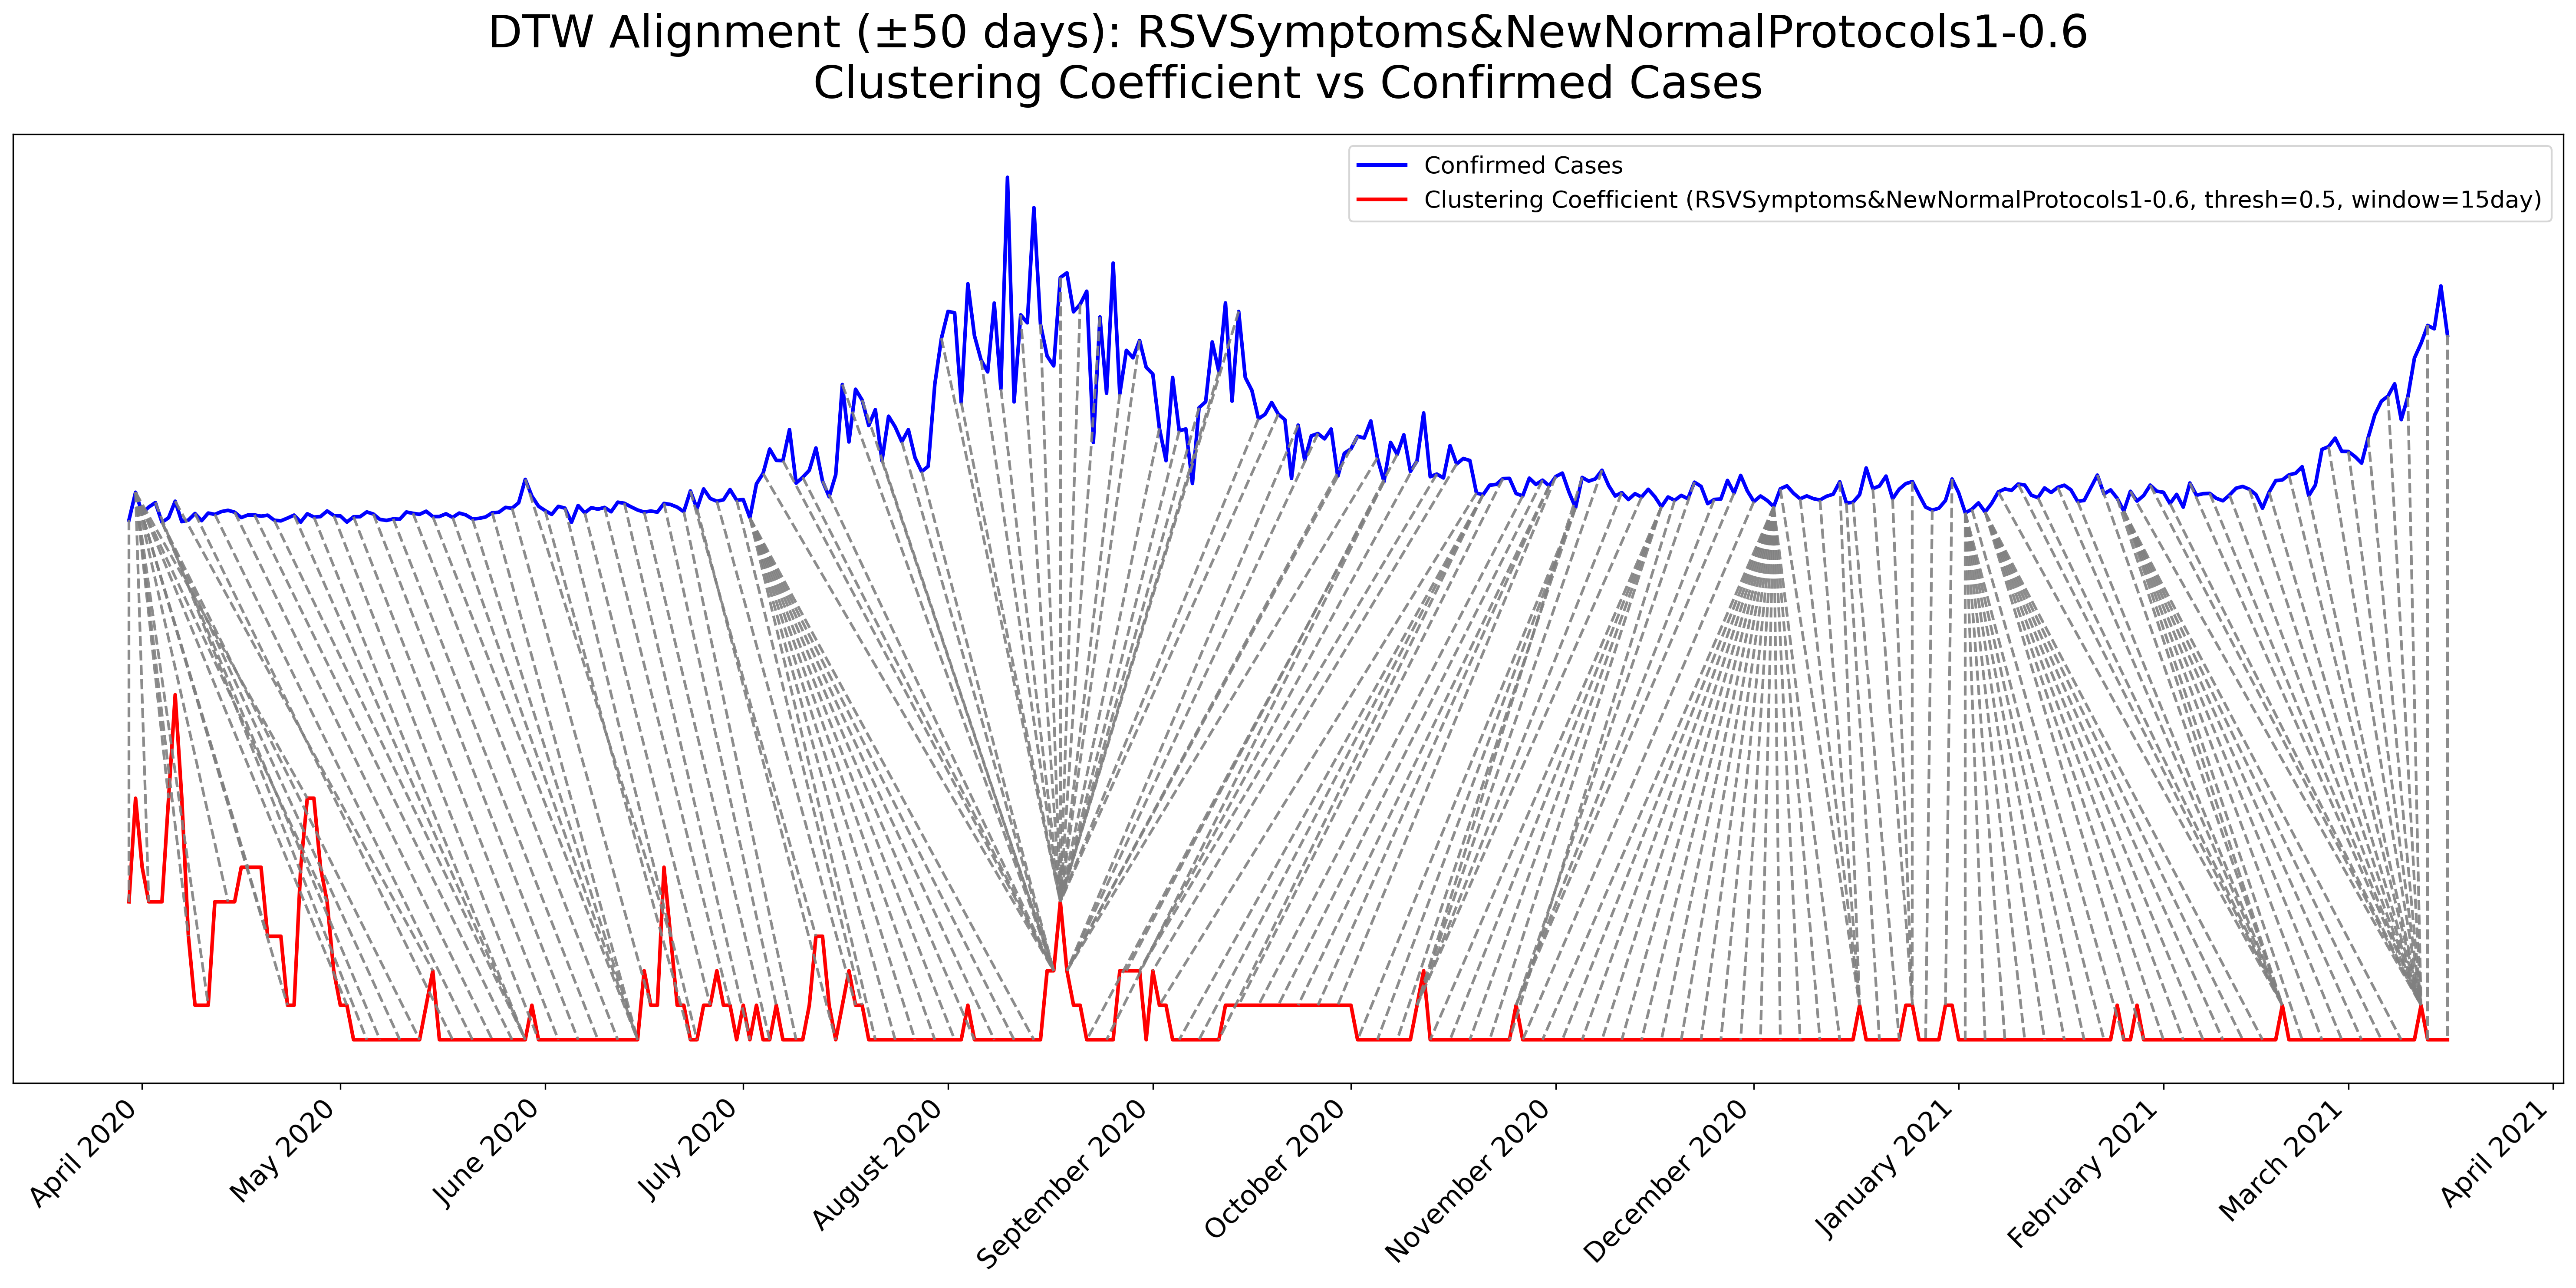 DTW Alignment (±50 days): RSVSymptoms&NewNormalProtocols1-0.6
Clustering Coefficient vs Confirmed Cases
Confirmed Cases
Clustering Coefficient (RSVSymptoms&NewNormalProtocols1-0.6, thresh=0.5, window=15day)
April 2020
May 2020
June 2020
July 2020
August 2020
September 2020
October 2020
November 2020
December 2020
January 2021
February 2021
March 2021
April 2021